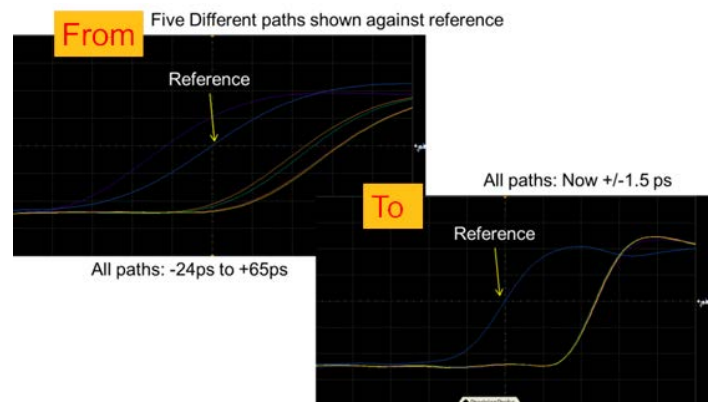 Five Different paths shown against reference
From
Reference
All paths: Now +/-1.5 ps
To
Reference
All paths: -24ps to +65ps